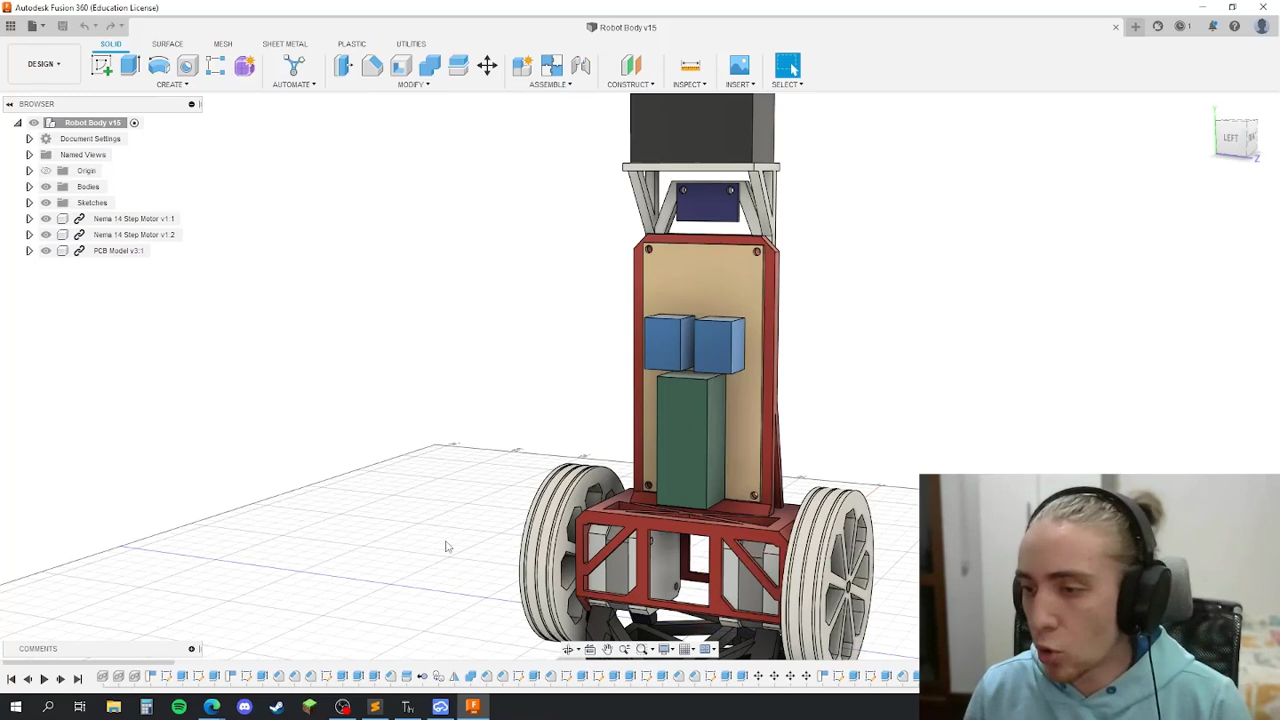 Autodesk Fusion 360 (Education License)
Robot Body v15
1
SOLID SURFACE MESH SHEET METAL PLASTIC UTILITIES
DESIGN
CREATE AUTOMATE MODIFY ASSEMBLE CONSTRUCT INSPECT INSERT SELECT
BROWSER
Robot Body v15
Document Settings
Named Views
Origin
Bodies
Sketches
Nema 14 Step Motor v1:1
Nema 14 Step Motor v1:2
PCB Model v3:1
Y
LEFT
Z
COMMENTS
Th